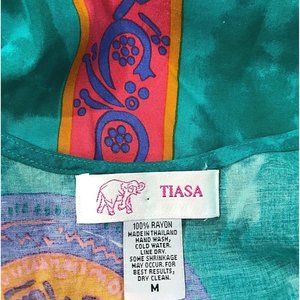 TIASA
100% RAYON
MADE IN THAILAND
HAND WASH,
COLD WATER.
LINE DRY.
SOME SHRINKAGE
MAY OCCUR. FOR
BEST RESULTS,
DRY CLEAN.
M